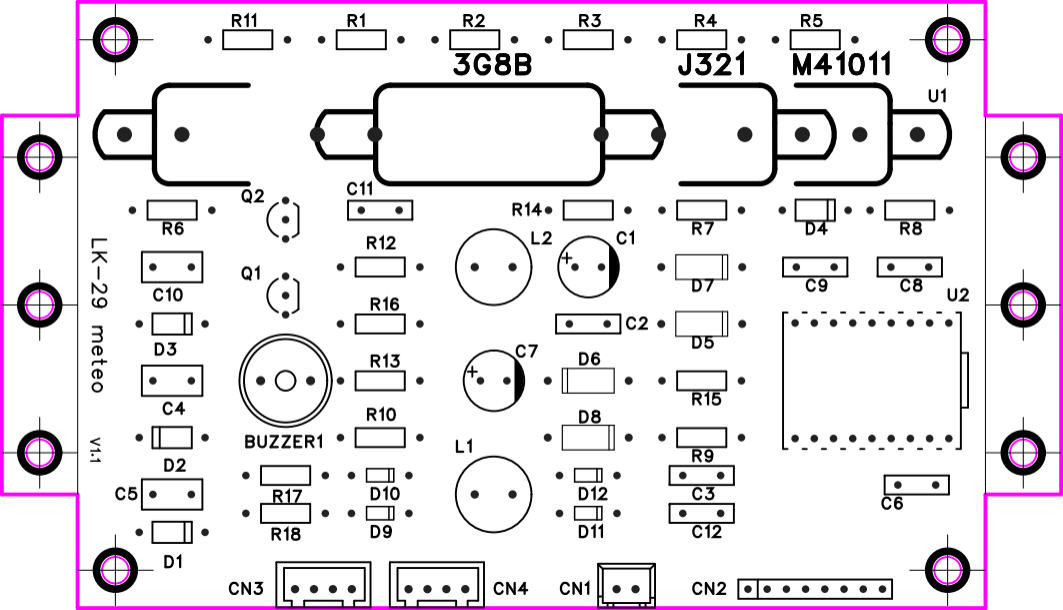 R11 R1 R2 R3 R4 R5
3G8B J321 M41011
U1
Q2 C11
R6 R14 R7 D4 R8
R12 L2 C1
LK-29 meteo
C10 Q1 D7 C9 C8
R16 C2 U2
D3 D5
R13 C7 D6
C4 R15
R10 D8
BUZZER1 L1
V1.1
D2 R9
C5 R17 D10 D12 C3 C6
R18 D9 D11 C12
D1
CN3 CN4 CN1 CN2
+
+